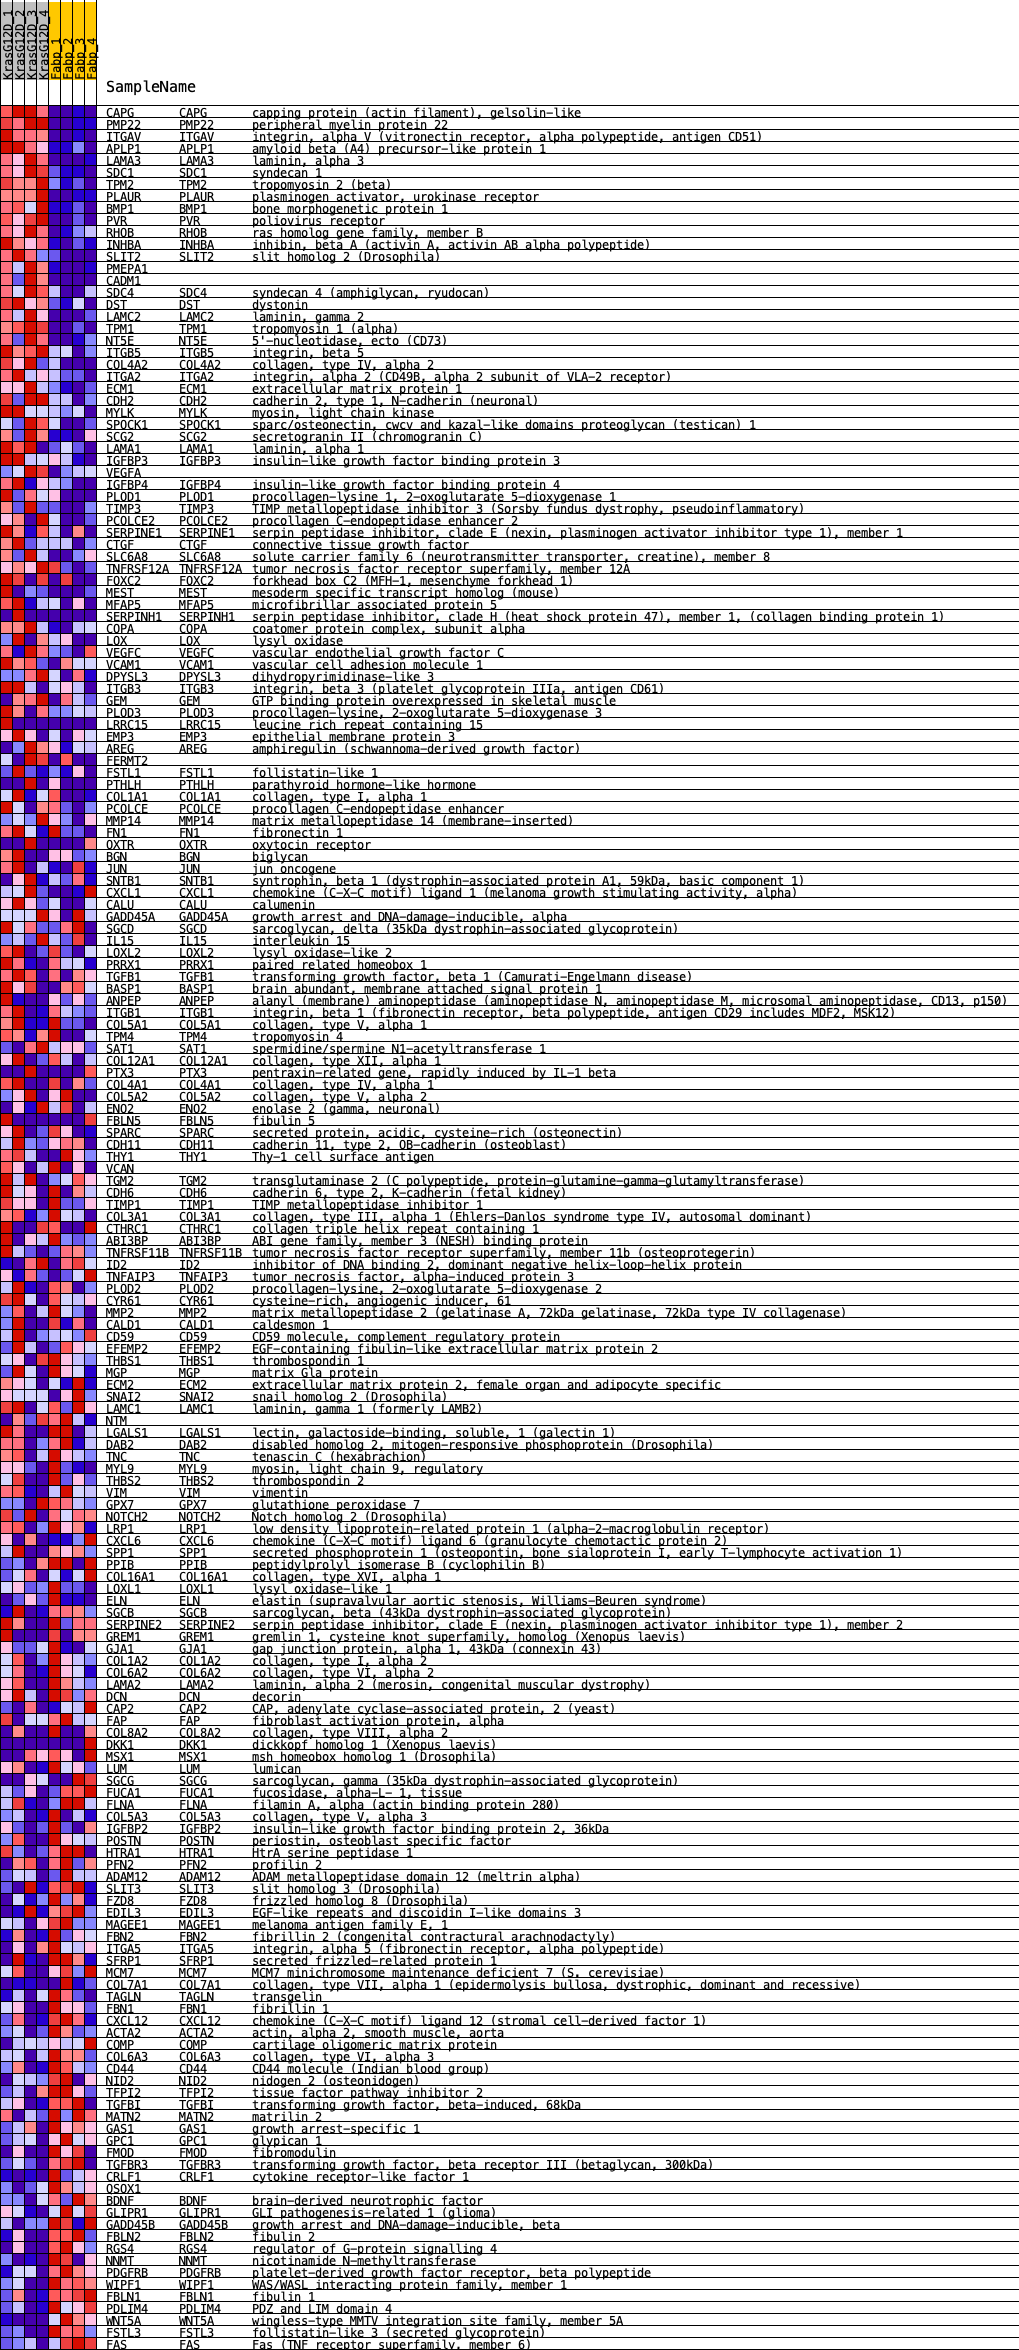 KrasG12D_1
KrasG12D_2
KrasG12D_3
KrasG12D_4
Fabp_1
Fabp_2
Fabp_3
Fabp_4
SampleName
CAPG CAPG capping protein (actin filament), gelsolin-like
PMP22 PMP22 peripheral myelin protein 22
ITGAV ITGAV integrin, alpha V (vitronectin receptor, alpha polypeptide, antigen CD51)
APLP1 APLP1 amyloid beta (A4) precursor-like protein 1
LAMA3 LAMA3 laminin, alpha 3
SDC1 SDC1 syndecan 1
TPM2 TPM2 tropomyosin 2 (beta)
PLAUR PLAUR plasminogen activator, urokinase receptor
BMP1 BMP1 bone morphogenetic protein 1
PVR PVR poliovirus receptor
RHOB RHOB ras homolog gene family, member B
INHBA INHBA inhibin, beta A (activin A, activin AB alpha polypeptide)
SLIT2 SLIT2 slit homolog 2 (Drosophila)
PMEPA1
CADM1
SDC4 SDC4 syndecan 4 (amphiglycan, ryudocan)
DST DST dystonin
LAMC2 LAMC2 laminin, gamma 2
TPM1 TPM1 tropomyosin 1 (alpha)
NT5E NT5E 5'-nucleotidase, ecto (CD73)
ITGB5 ITGB5 integrin, beta 5
COL4A2 COL4A2 collagen, type IV, alpha 2
ITGA2 ITGA2 integrin, alpha 2 (CD49B, alpha 2 subunit of VLA-2 receptor)
ECM1 ECM1 extracellular matrix protein 1
CDH2 CDH2 cadherin 2, type 1, N-cadherin (neuronal)
MYLK MYLK myosin, light chain kinase
SPOCK1 SPOCK1 sparc/osteonectin, cwcv and kazal-like domains proteoglycan (testican) 1
SCG2 SCG2 secretogranin II (chromogranin C)
LAMA1 LAMA1 laminin, alpha 1
IGFBP3 IGFBP3 insulin-like growth factor binding protein 3
VEGFA
IGFBP4 IGFBP4 insulin-like growth factor binding protein 4
PLOD1 PLOD1 procollagen-lysine 1, 2-oxoglutarate 5-dioxygenase 1
TIMP3 TIMP3 TIMP metallopeptidase inhibitor 3 (Sorsby fundus dystrophy, pseudoinflammatory)
PCOLCE2 PCOLCE2 procollagen C-endopeptidase enhancer 2
SERPINE1 SERPINE1 serpin peptidase inhibitor, clade E (nexin, plasminogen activator inhibitor type 1), member 1
CTGF CTGF connective tissue growth factor
SLC6A8 SLC6A8 solute carrier family 6 (neurotransmitter transporter, creatine), member 8
TNFRSF12A TNFRSF12A tumor necrosis factor receptor superfamily, member 12A
FOXC2 FOXC2 forkhead box C2 (MFH-1, mesenchyme forkhead 1)
MEST MEST mesoderm specific transcript homolog (mouse)
MFAP5 MFAP5 microfibrillar associated protein 5
SERPINH1 SERPINH1 serpin peptidase inhibitor, clade H (heat shock protein 47), member 1, (collagen binding protein 1)
COPA COPA coatomer protein complex, subunit alpha
LOX LOX lysyl oxidase
VEGFC VEGFC vascular endothelial growth factor C
VCAM1 VCAM1 vascular cell adhesion molecule 1
DPYSL3 DPYSL3 dihydropyrimidinase-like 3
ITGB3 ITGB3 integrin, beta 3 (platelet glycoprotein IIIa, antigen CD61)
GEM GEM GTP binding protein overexpressed in skeletal muscle
PLOD3 PLOD3 procollagen-lysine, 2-oxoglutarate 5-dioxygenase 3
LRRC15 LRRC15 leucine rich repeat containing 15
EMP3 EMP3 epithelial membrane protein 3
AREG AREG amphiregulin (schwannoma-derived growth factor)
FERMT2
FSTL1 FSTL1 follistatin-like 1
PTHLH PTHLH parathyroid hormone-like hormone
COL1A1 COL1A1 collagen, type I, alpha 1
PCOLCE PCOLCE procollagen C-endopeptidase enhancer
MMP14 MMP14 matrix metallopeptidase 14 (membrane-inserted)
FN1 FN1 fibronectin 1
OXTR OXTR oxytocin receptor
BGN BGN biglycan
JUN JUN jun oncogene
SNTB1 SNTB1 syntrophin, beta 1 (dystrophin-associated protein A1, 59kDa, basic component 1)
CXCL1 CXCL1 chemokine (C-X-C motif) ligand 1 (melanoma growth stimulating activity, alpha)
CALU CALU calumenin
GADD45A GADD45A growth arrest and DNA-damage-inducible, alpha
SGCD SGCD sarcoglycan, delta (35kDa dystrophin-associated glycoprotein)
IL15 IL15 interleukin 15
LOXL2 LOXL2 lysyl oxidase-like 2
PRRX1 PRRX1 paired related homeobox 1
TGFB1 TGFB1 transforming growth factor, beta 1 (Camurati-Engelmann disease)
BASP1 BASP1 brain abundant, membrane attached signal protein 1
ANPEP ANPEP alanyl (membrane) aminopeptidase (aminopeptidase N, aminopeptidase M, microsomal aminopeptidase, CD13, p150)
ITGB1 ITGB1 integrin, beta 1 (fibronectin receptor, beta polypeptide, antigen CD29 includes MDF2, MSK12)
COL5A1 COL5A1 collagen, type V, alpha 1
TPM4 TPM4 tropomyosin 4
SAT1 SAT1 spermidine/spermine N1-acetyltransferase 1
COL12A1 COL12A1 collagen, type XII, alpha 1
PTX3 PTX3 pentraxin-related gene, rapidly induced by IL-1 beta
COL4A1 COL4A1 collagen, type IV, alpha 1
COL5A2 COL5A2 collagen, type V, alpha 2
ENO2 ENO2 enolase 2 (gamma, neuronal)
FBLN5 FBLN5 fibulin 5
SPARC SPARC secreted protein, acidic, cysteine-rich (osteonectin)
CDH11 CDH11 cadherin 11, type 2, OB-cadherin (osteoblast)
THY1 THY1 Thy-1 cell surface antigen
VCAN
TGM2 TGM2 transglutaminase 2 (C polypeptide, protein-glutamine-gamma-glutamyltransferase)
CDH6 CDH6 cadherin 6, type 2, K-cadherin (fetal kidney)
TIMP1 TIMP1 TIMP metallopeptidase inhibitor 1
COL3A1 COL3A1 collagen, type III, alpha 1 (Ehlers-Danlos syndrome type IV, autosomal dominant)
CTHRC1 CTHRC1 collagen triple helix repeat containing 1
ABI3BP ABI3BP ABI gene family, member 3 (NESH) binding protein
TNFRSF11B TNFRSF11B tumor necrosis factor receptor superfamily, member 11b (osteoprotegerin)
ID2 ID2 inhibitor of DNA binding 2, dominant negative helix-loop-helix protein
TNFAIP3 TNFAIP3 tumor necrosis factor, alpha-induced protein 3
PLOD2 PLOD2 procollagen-lysine, 2-oxoglutarate 5-dioxygenase 2
CYR61 CYR61 cysteine-rich, angiogenic inducer, 61
MMP2 MMP2 matrix metallopeptidase 2 (gelatinase A, 72kDa gelatinase, 72kDa type IV collagenase)
CALD1 CALD1 caldesmon 1
CD59 CD59 CD59 molecule, complement regulatory protein
EFEMP2 EFEMP2 EGF-containing fibulin-like extracellular matrix protein 2
THBS1 THBS1 thrombospondin 1
MGP MGP matrix Gla protein
ECM2 ECM2 extracellular matrix protein 2, female organ and adipocyte specific
SNAI2 SNAI2 snail homolog 2 (Drosophila)
LAMC1 LAMC1 laminin, gamma 1 (formerly LAMB2)
NTM
LGALS1 LGALS1 lectin, galactoside-binding, soluble, 1 (galectin 1)
DAB2 DAB2 disabled homolog 2, mitogen-responsive phosphoprotein (Drosophila)
TNC TNC tenascin C (hexabrachion)
MYL9 MYL9 myosin, light chain 9, regulatory
THBS2 THBS2 thrombospondin 2
VIM VIM vimentin
GPX7 GPX7 glutathione peroxidase 7
NOTCH2 NOTCH2 Notch homolog 2 (Drosophila)
LRP1 LRP1 low density lipoprotein-related protein 1 (alpha-2-macroglobulin receptor)
CXCL6 CXCL6 chemokine (C-X-C motif) ligand 6 (granulocyte chemotactic protein 2)
SPP1 SPP1 secreted phosphoprotein 1 (osteopontin, bone sialoprotein I, early T-lymphocyte activation 1)
PPIB PPIB peptidylprolyl isomerase B (cyclophilin B)
COL16A1 COL16A1 collagen, type XVI, alpha 1
LOXL1 LOXL1 lysyl oxidase-like 1
ELN ELN elastin (supravalvular aortic stenosis, Williams-Beuren syndrome)
SGCB SGCB sarcoglycan, beta (43kDa dystrophin-associated glycoprotein)
SERPINE2 SERPINE2 serpin peptidase inhibitor, clade E (nexin, plasminogen activator inhibitor type 1), member 2
GREM1 GREM1 gremlin 1, cysteine knot superfamily, homolog (Xenopus laevis)
GJA1 GJA1 gap junction protein, alpha 1, 43kDa (connexin 43)
COL1A2 COL1A2 collagen, type I, alpha 2
COL6A2 COL6A2 collagen, type VI, alpha 2
LAMA2 LAMA2 laminin, alpha 2 (merosin, congenital muscular dystrophy)
DCN DCN decorin
CAP2 CAP2 CAP, adenylate cyclase-associated protein, 2 (yeast)
FAP FAP fibroblast activation protein, alpha
COL8A2 COL8A2 collagen, type VIII, alpha 2
DKK1 DKK1 dickkopf homolog 1 (Xenopus laevis)
MSX1 MSX1 msh homeobox homolog 1 (Drosophila)
LUM LUM lumican
SGCG SGCG sarcoglycan, gamma (35kDa dystrophin-associated glycoprotein)
FUCA1 FUCA1 fucosidase, alpha-L- 1, tissue
FLNA FLNA filamin A, alpha (actin binding protein 280)
COL5A3 COL5A3 collagen, type V, alpha 3
IGFBP2 IGFBP2 insulin-like growth factor binding protein 2, 36kDa
POSTN POSTN periostin, osteoblast specific factor
HTRA1 HTRA1 HtrA serine peptidase 1
PFN2 PFN2 profilin 2
ADAM12 ADAM12 ADAM metallopeptidase domain 12 (meltrin alpha)
SLIT3 SLIT3 slit homolog 3 (Drosophila)
FZD8 FZD8 frizzled homolog 8 (Drosophila)
EDIL3 EDIL3 EGF-like repeats and discoidin I-like domains 3
MAGEE1 MAGEE1 melanoma antigen family E, 1
FBN2 FBN2 fibrillin 2 (congenital contractural arachnodactyly)
ITGA5 ITGA5 integrin, alpha 5 (fibronectin receptor, alpha polypeptide)
SFRP1 SFRP1 secreted frizzled-related protein 1
MCM7 MCM7 MCM7 minichromosome maintenance deficient 7 (S. cerevisiae)
COL7A1 COL7A1 collagen, type VII, alpha 1 (epidermolysis bullosa, dystrophic, dominant and recessive)
TAGLN TAGLN transgelin
FBN1 FBN1 fibrillin 1
CXCL12 CXCL12 chemokine (C-X-C motif) ligand 12 (stromal cell-derived factor 1)
ACTA2 ACTA2 actin, alpha 2, smooth muscle, aorta
COMP COMP cartilage oligomeric matrix protein
COL6A3 COL6A3 collagen, type VI, alpha 3
CD44 CD44 CD44 molecule (Indian blood group)
NID2 NID2 nidogen 2 (osteonidogen)
TFPI2 TFPI2 tissue factor pathway inhibitor 2
TGFBI TGFBI transforming growth factor, beta-induced, 68kDa
MATN2 MATN2 matrilin 2
GAS1 GAS1 growth arrest-specific 1
GPC1 GPC1 glypican 1
FMOD FMOD fibromodulin
TGFBR3 TGFBR3 transforming growth factor, beta receptor III (betaglycan, 300kDa)
CRLF1 CRLF1 cytokine receptor-like factor 1
QSOX1
BDNF BDNF brain-derived neurotrophic factor
GLIPR1 GLIPR1 GLI pathogenesis-related 1 (glioma)
GADD45B GADD45B growth arrest and DNA-damage-inducible, beta
FBLN2 FBLN2 fibulin 2
RGS4 RGS4 regulator of G-protein signalling 4
NNMT NNMT nicotinamide N-methyltransferase
PDGFRB PDGFRB platelet-derived growth factor receptor, beta polypeptide
WIPF1 WIPF1 WAS/WASL interacting protein family, member 1
FBLN1 FBLN1 fibulin 1
PDLIM4 PDLIM4 PDZ and LIM domain 4
WNT5A WNT5A wingless-type MMTV integration site family, member 5A
FSTL3 FSTL3 follistatin-like 3 (secreted glycoprotein)
FAS FAS Fas (TNF receptor superfamily, member 6)